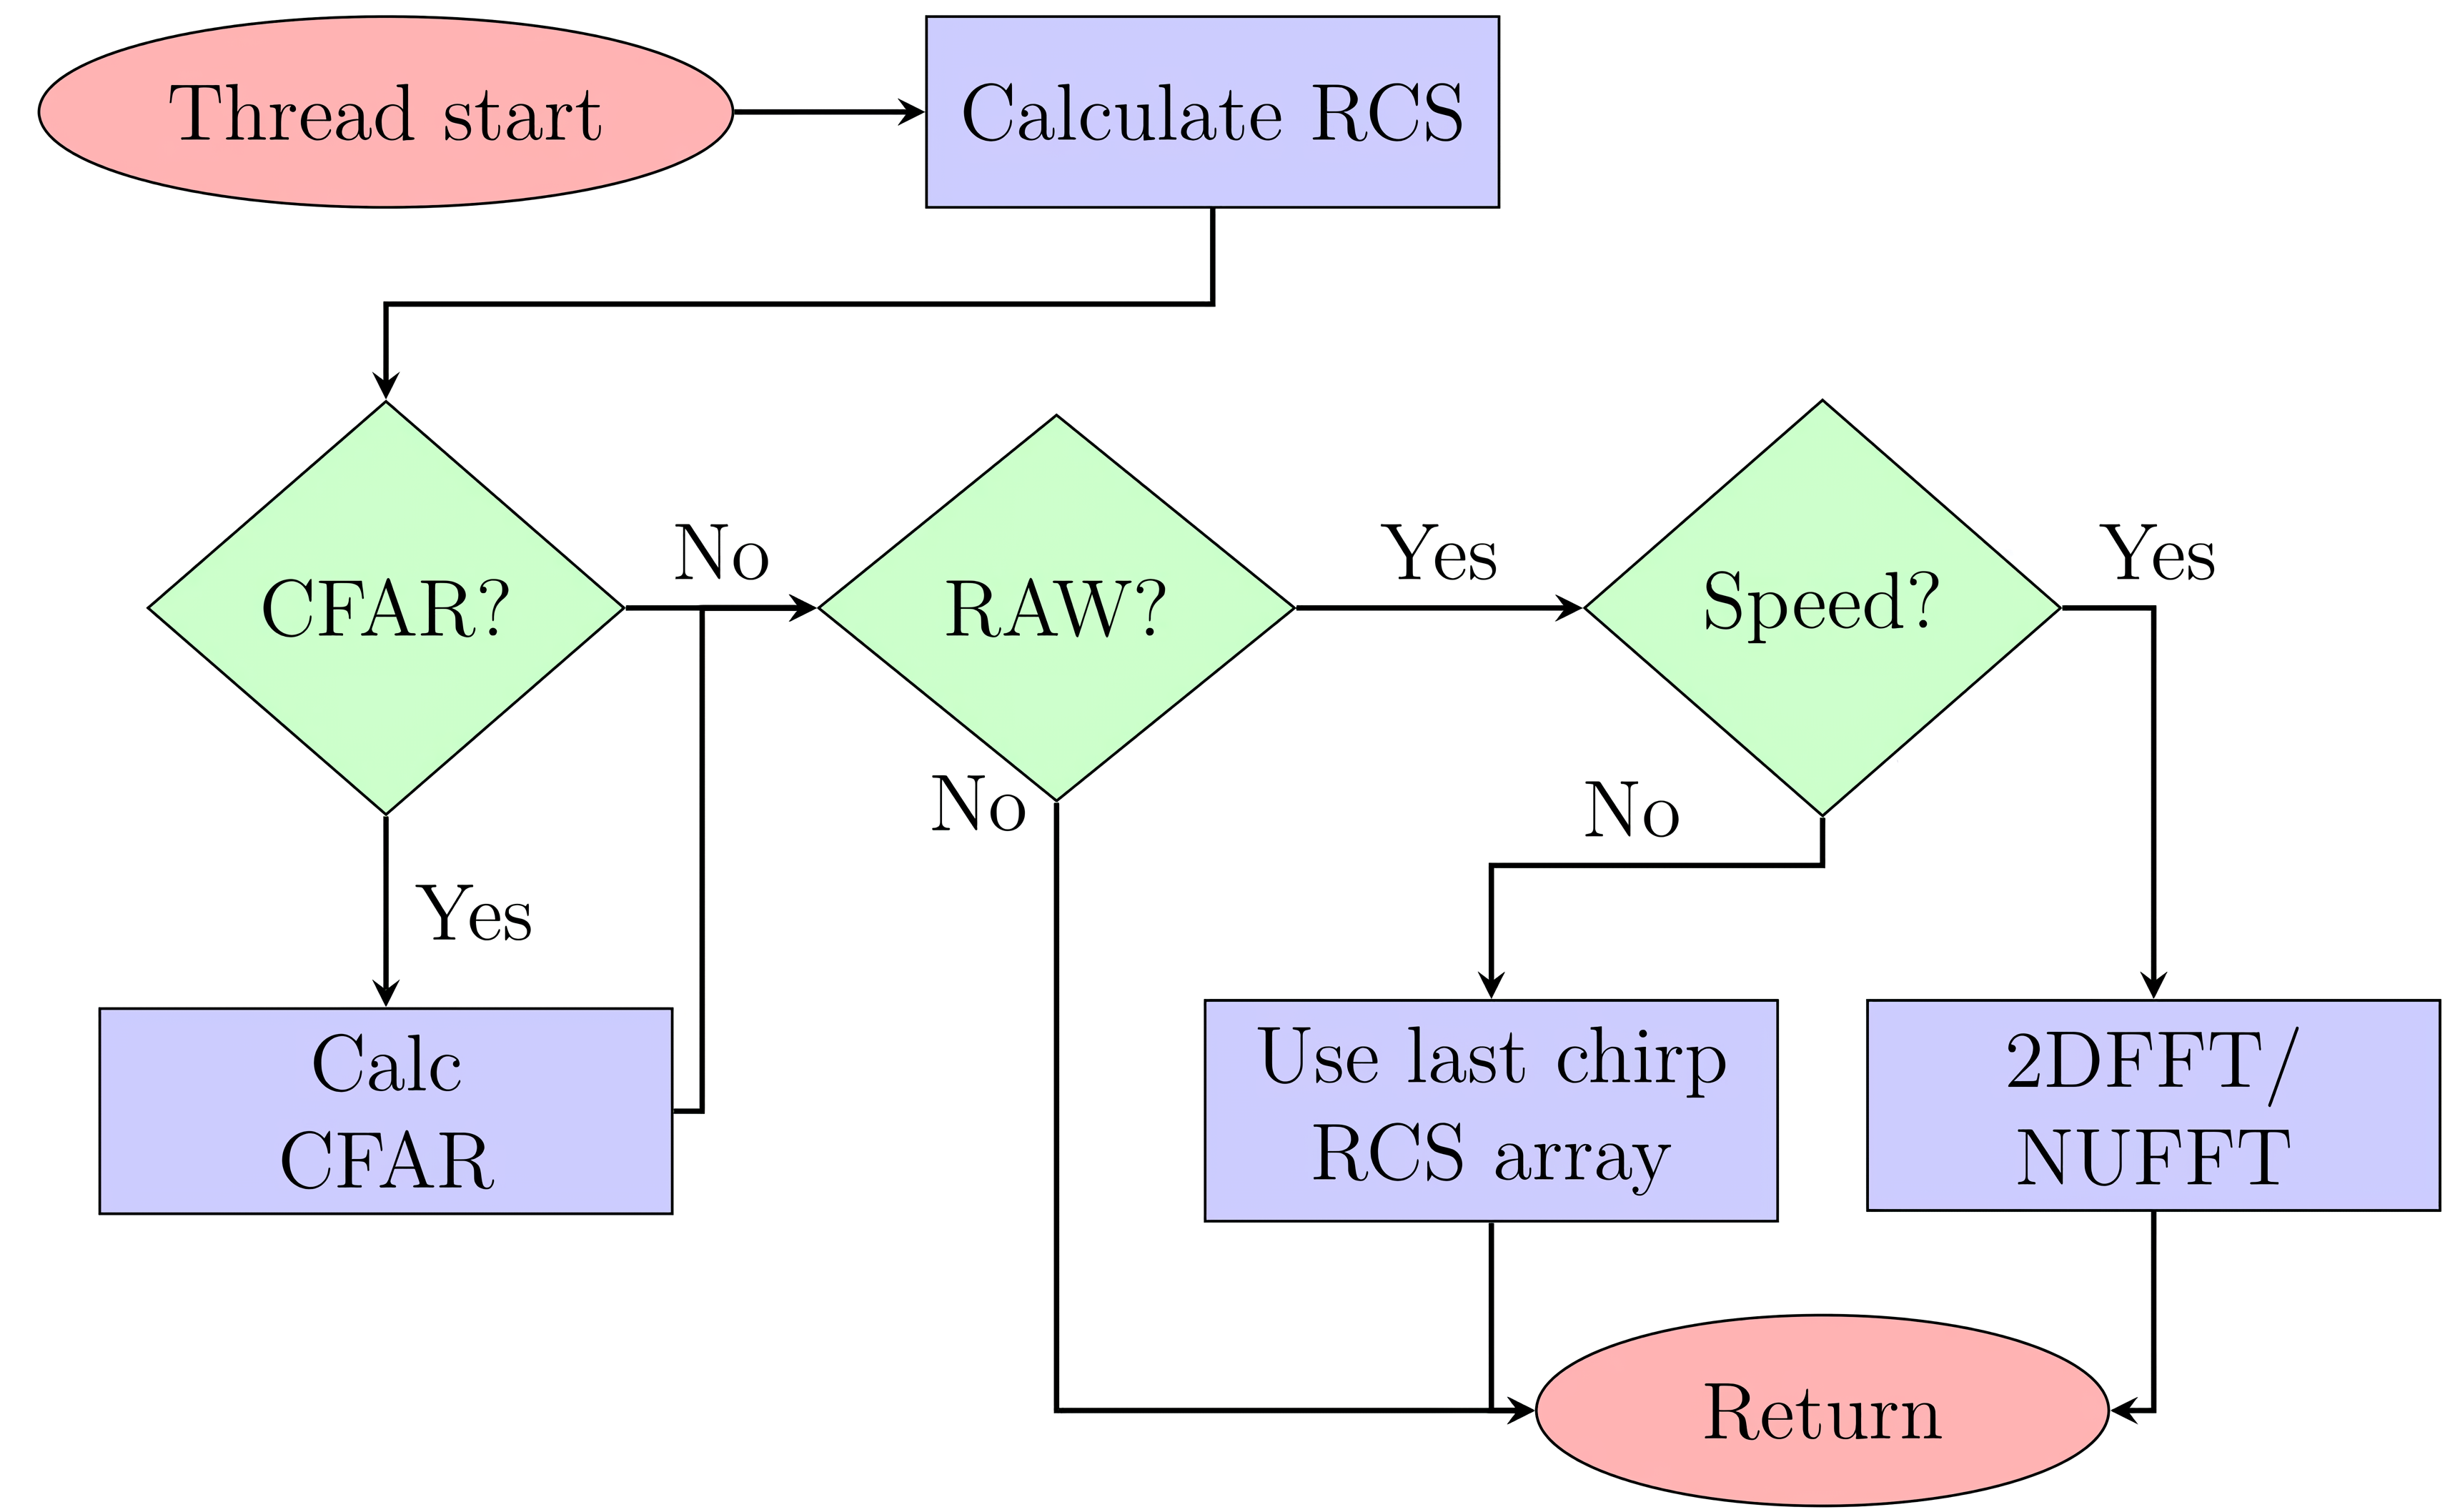 Thread start
Calculate RCS
CFAR?
No
RAW?
Yes
Speed?
Yes
No
No
Yes
Calc
CFAR
Use last chirp
RCS array
2DFFT/
NUFFT
Return